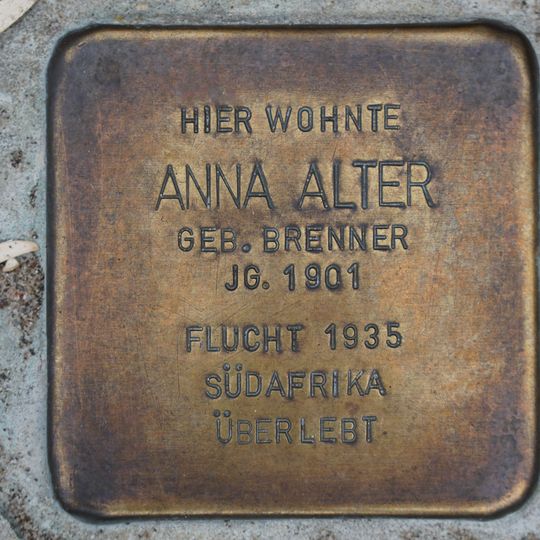 HIER WOHNTE
ANNA ALTER
GEB. BRENNER
JG. 1901
FLUCHT 1935
SÜDAFRIKA
ÜBERLEBT